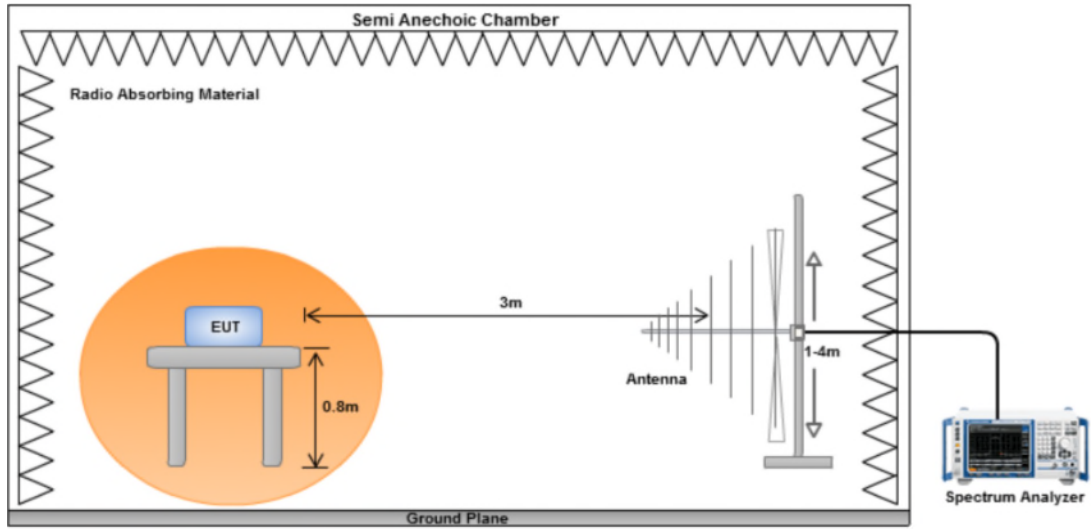 Semi Anechoic Chamber
Radio Absorbing Material
3m
EUT
1-4m
Antenna
0.8m
Spectrum Analyzer
Ground Plane